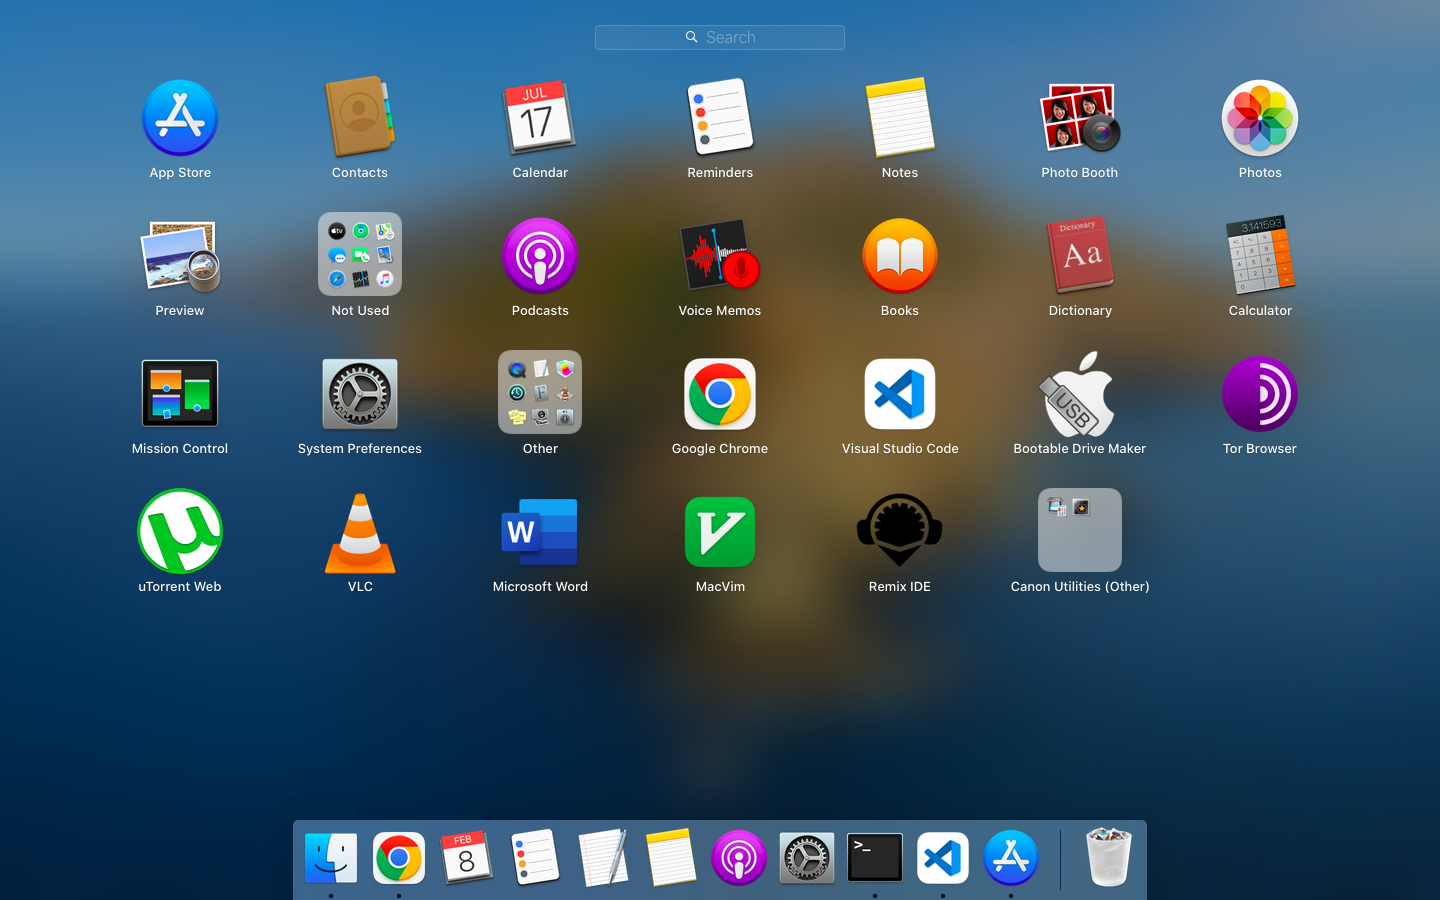 Search
JUL
17
App Store
Contacts
Calendar
Reminders
Notes
Photo Booth
Photos
tv
Dictionary
Aa
3.141593
Preview
Not Used
Podcasts
Voice Memos
Books
Dictionary
Calculator
USB
Mission Control
System Preferences
Other
Google Chrome
Visual Studio Code
Bootable Drive Maker
Tor Browser
µ
W
V
uTorrent Web
VLC
Microsoft Word
MacVim
Remix IDE
Canon Utilities (Other)
FEB
8
>_